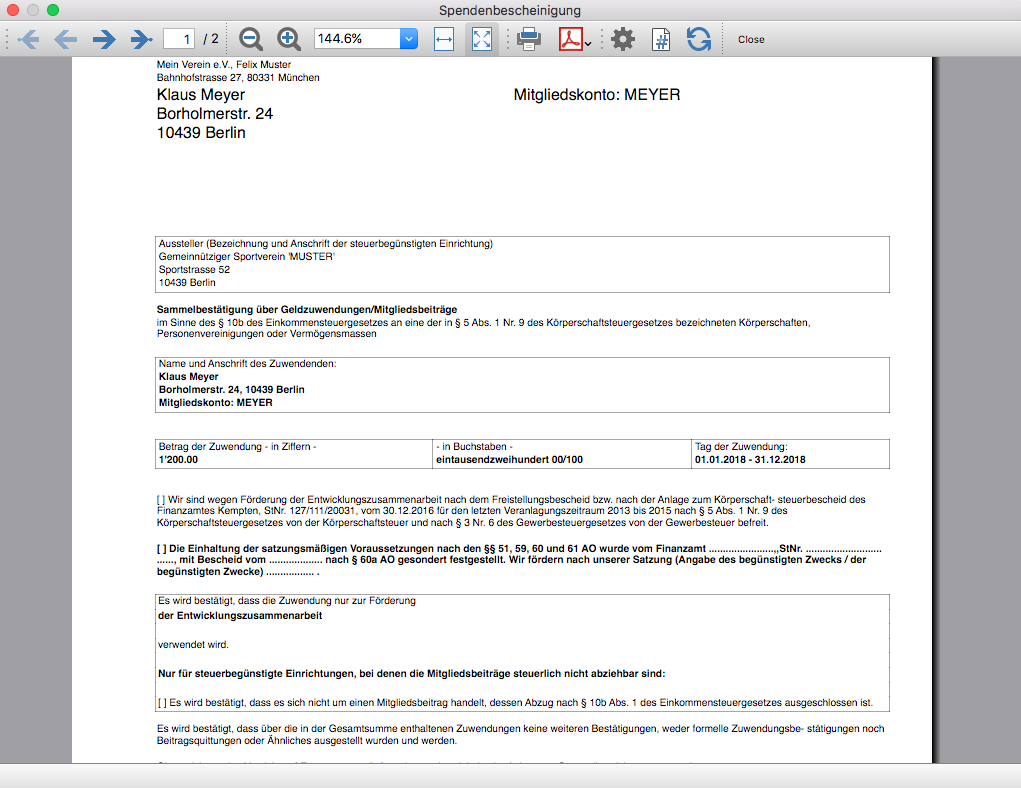 Spendenbescheinigung
1 / 2 144.6% Close
Mein Verein e.V., Felix Muster
Bahnhofstrasse 27, 80331 München
Klaus Meyer Mitgliedskonto: MEYER
Borholmerstr. 24
10439 Berlin
Aussteller (Bezeichnung und Anschrift der steuerbegünstigten Einrichtung)
Gemeinnütziger Sportverein 'MUSTER'
Sportstrasse 52
10439 Berlin
Sammelbestätigung über Geldzuwendungen/Mitgliedsbeiträge
im Sinne des § 10b des Einkommensteuergesetzes an eine der in § 5 Abs. 1 Nr. 9 des Körperschaftsteuergesetzes bezeichneten Körperschaften,
Personenvereinigungen oder Vermögensmassen
Name und Anschrift des Zuwendenden:
Klaus Meyer
Borholmerstr. 24, 10439 Berlin
Mitgliedskonto: MEYER
Betrag der Zuwendung - in Ziffern - - in Buchstaben - Tag der Zuwendung:
1'200.00 eintausendzweihundert 00/100 01.01.2018 - 31.12.2018
[ ] Wir sind wegen Förderung der Entwicklungszusammenarbeit nach dem Freistellungsbescheid bzw. nach der Anlage zum Körperschaft- steuerbescheid des
Finanzamtes Kempten, StNr. 127/111/20031, vom 30.12.2016 für den letzten Veranlagungszeitraum 2013 bis 2015 nach § 5 Abs. 1 Nr. 9 des
Körperschaftsteuergesetzes von der Körperschaftsteuer und nach § 3 Nr. 6 des Gewerbesteuergesetzes von der Gewerbesteuer befreit.
[ ] Die Einhaltung der satzungsmäßigen Voraussetzungen nach den §§ 51, 59, 60 und 61 AO wurde vom Finanzamt ......................,,StNr. .........................
......, mit Bescheid vom .................. nach § 60a AO gesondert festgestellt. Wir fördern nach unserer Satzung (Angabe des begünstigten Zwecks / der
begünstigten Zwecke) ................ .
Es wird bestätigt, dass die Zuwendung nur zur Förderung
der Entwicklungszusammenarbeit
verwendet wird.
Nur für steuerbegünstigte Einrichtungen, bei denen die Mitgliedsbeiträge steuerlich nicht abziehbar sind:
[ ] Es wird bestätigt, dass es sich nicht um einen Mitgliedsbeitrag handelt, dessen Abzug nach § 10b Abs. 1 des Einkommensteuergesetzes ausgeschlossen ist.
Es wird bestätigt, dass über die in der Gesamtsumme enthaltenen Zuwendungen keine weiteren Bestätigungen, weder formelle Zuwendungsbe- stätigungen noch
Beitragsquittungen oder Ähnliches ausgestellt wurden und werden.